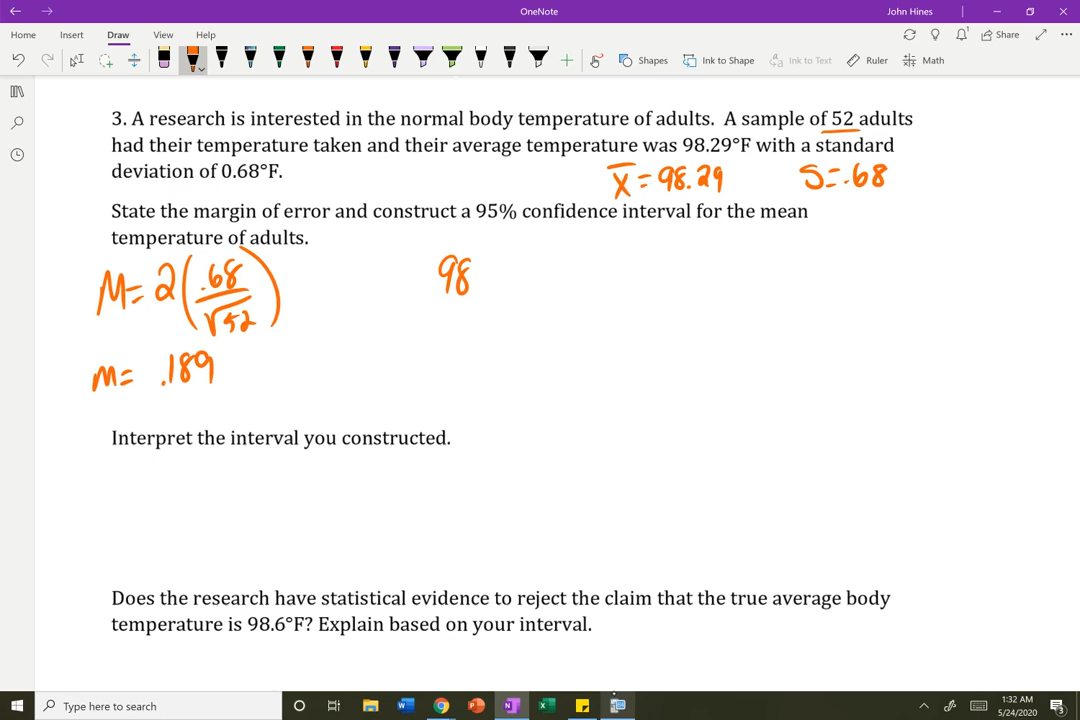 OneNote
John Hines
Home Insert Draw View Help
Share
Shapes Ink to Shape Ink to Text Ruler Math
3. A research is interested in the normal body temperature of adults. A sample of 52 adults
had their temperature taken and their average temperature was 98.29°F with a standard
deviation of 0.68°F.
x̅ = 98.29 S = .68
State the margin of error and construct a 95% confidence interval for the mean
temperature of adults.
M = 2(.68/√52)
98
m = .189
Interpret the interval you constructed.
Does the research have statistical evidence to reject the claim that the true average body
temperature is 98.6°F? Explain based on your interval.
Type here to search
1:32 AM
5/24/2020
3